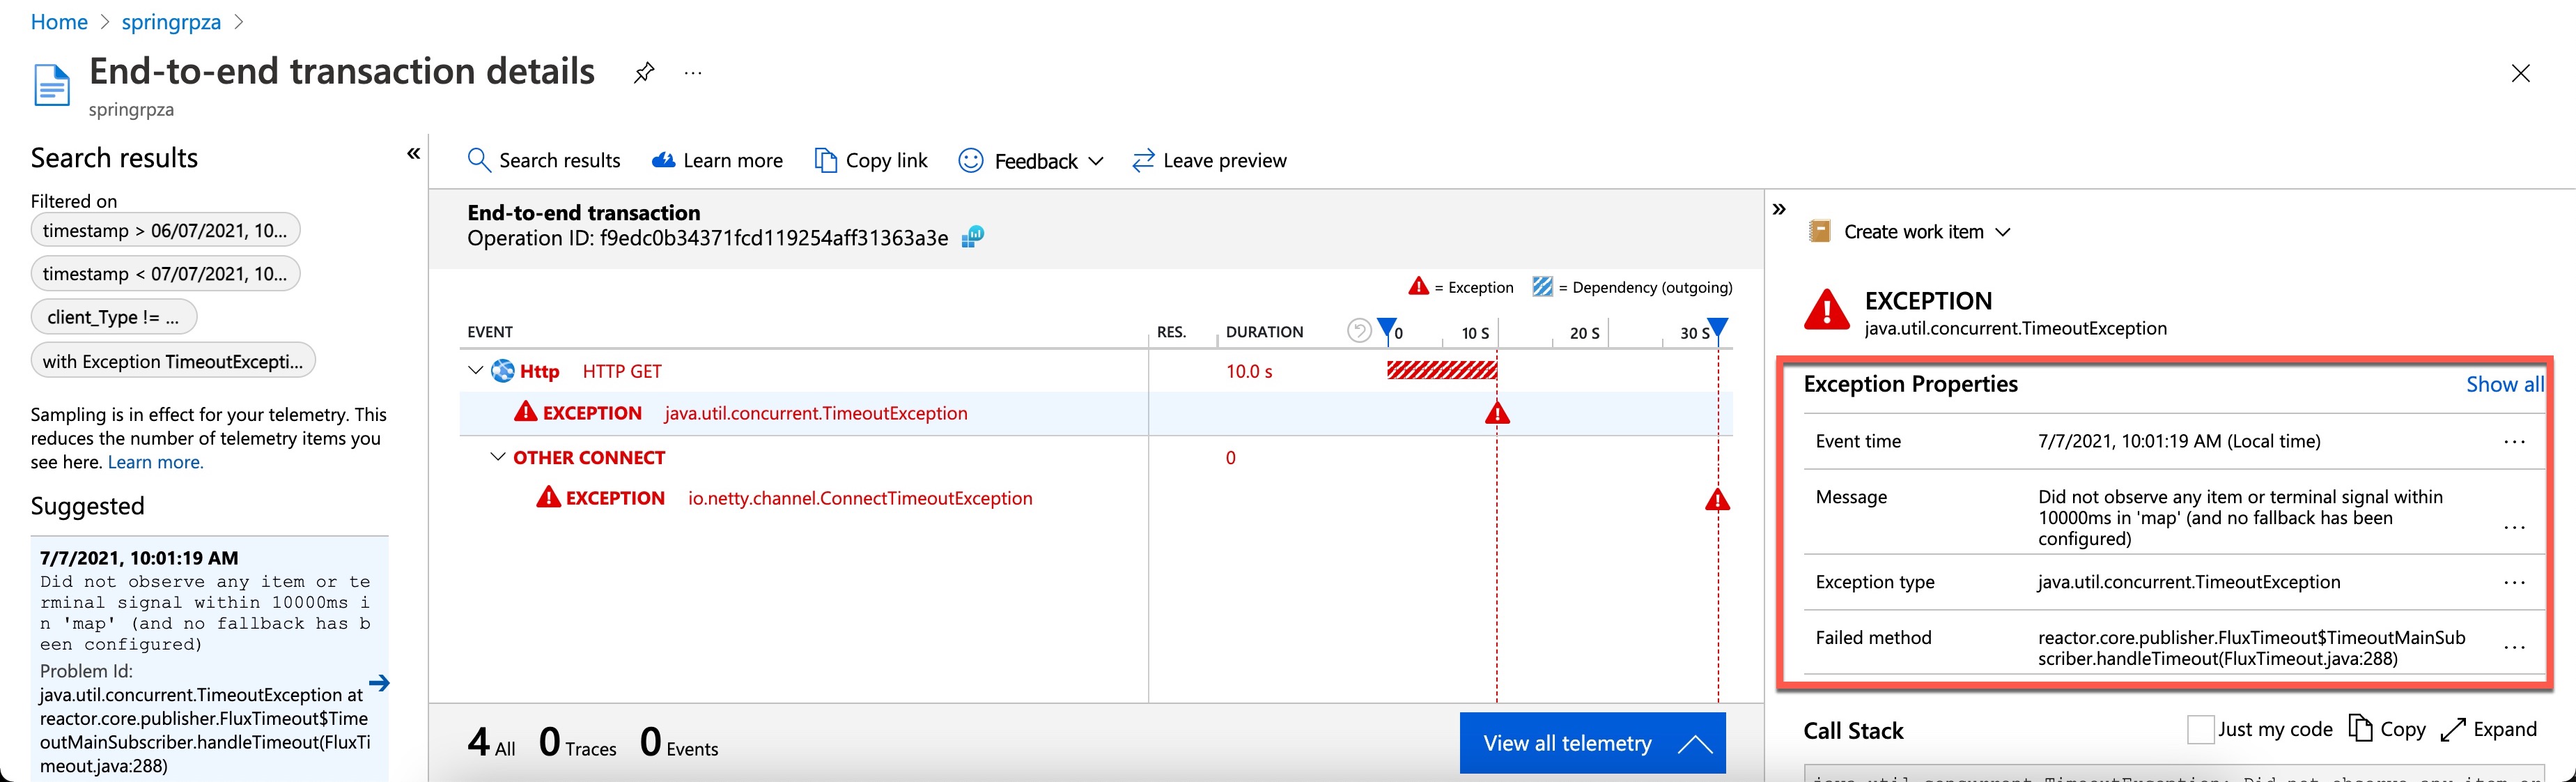 Home > springrpza >
End-to-end transaction details ...
springrpza
Search results «
Filtered on
timestamp > 06/07/2021, 10...
timestamp < 07/07/2021, 10...
client_Type != ...
with Exception TimeoutExcepti...
Sampling is in effect for your telemetry. This
reduces the number of telemetry items you
see here. Learn more.
Suggested
7/7/2021, 10:01:19 AM
Did not observe any item or te
rminal signal within 10000ms i
n 'map' (and no fallback has b
een configured)
Problem Id:
java.util.concurrent.TimeoutException at
reactor.core.publisher.FluxTimeout$Time
outMainSubscriber.handleTimeout(FluxTi
meout.java:288)
Search results Learn more Copy link Feedback Leave preview
End-to-end transaction
Operation ID: f9edc0b34371fcd119254aff31363a3e
= Exception = Dependency (outgoing)
EVENT RES. DURATION 0 10 S 20 S 30 S
Http HTTP GET 10.0 s
EXCEPTION java.util.concurrent.TimeoutException
OTHER CONNECT 0
EXCEPTION io.netty.channel.ConnectTimeoutException
4 All 0 Traces 0 Events View all telemetry
»
Create work item
EXCEPTION
java.util.concurrent.TimeoutException
Exception Properties Show all
Event time 7/7/2021, 10:01:19 AM (Local time) ...
Message Did not observe any item or terminal signal within
10000ms in 'map' (and no fallback has been
configured) ...
Exception type java.util.concurrent.TimeoutException ...
Failed method reactor.core.publisher.FluxTimeout$TimeoutMainSub
scriber.handleTimeout(FluxTimeout.java:288) ...
Call Stack Just my code Copy Expand